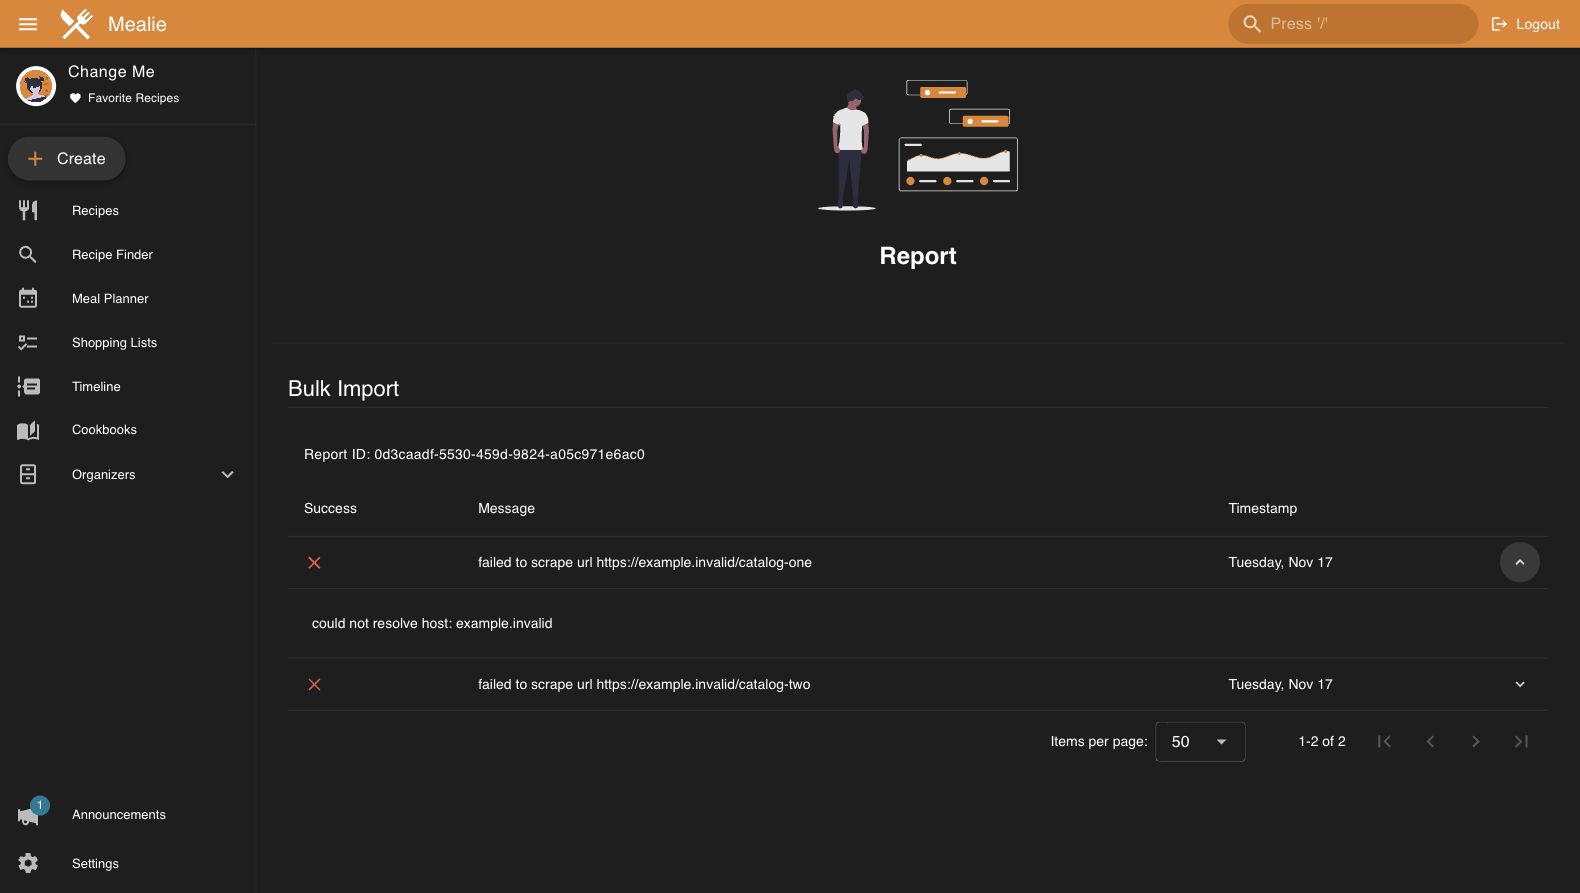 Mealie
Press '/'
Logout
Change Me
Favorite Recipes
Create
Recipes
Recipe Finder
Meal Planner
Shopping Lists
Timeline
Cookbooks
Organizers
1
Announcements
Settings
Report
Bulk Import
Report ID: 0d3caadf-5530-459d-9824-a05c971e6ac0
Success Message Timestamp
failed to scrape url https://example.invalid/catalog-one Tuesday, Nov 17
could not resolve host: example.invalid
failed to scrape url https://example.invalid/catalog-two Tuesday, Nov 17
Items per page: 50 1-2 of 2